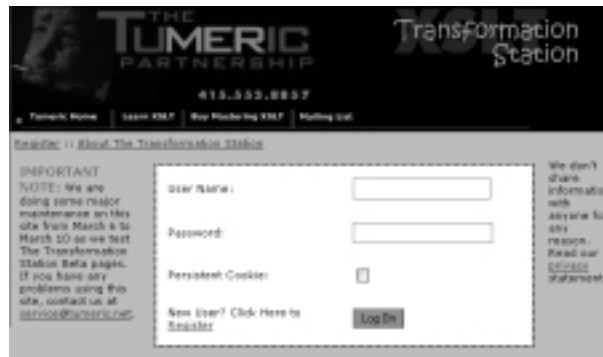 THE
TUMERIC
PARTNERSHIP
415.553.8857
XSLT
Transformation
Station
Tumeric Home
Learn XSLT
Buy Mastering XSLT
Mailing List
Register :: About The Transformation Station
IMPORTANT
NOTE: We are
doing some major
maintenance on this
site from March 6 to
March 10 as we test
The Transformation
Station Beta pages.
If you have any
problems using this
site, contact us at
service@tumeric.net.
User Name:
Password:
Persistent Cookie:
New User? Click Here to
Register
Log On
We don't
share
informatio
with
anyone fo
any
reason.
Read our
privacy
statement